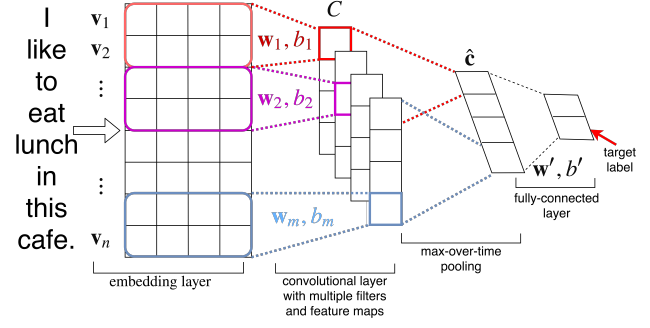 I
like
to
eat
lunch
in
this
cafe.
v₁
v₂
⋮
⋮
vₙ
embedding layer
w₁, b₁
w₂, b₂
wₘ, bₘ
C
convolutional layer
with multiple filters
and feature maps
ĉ
max-over-time
pooling
w′, b′
fully-connected
layer
target
label